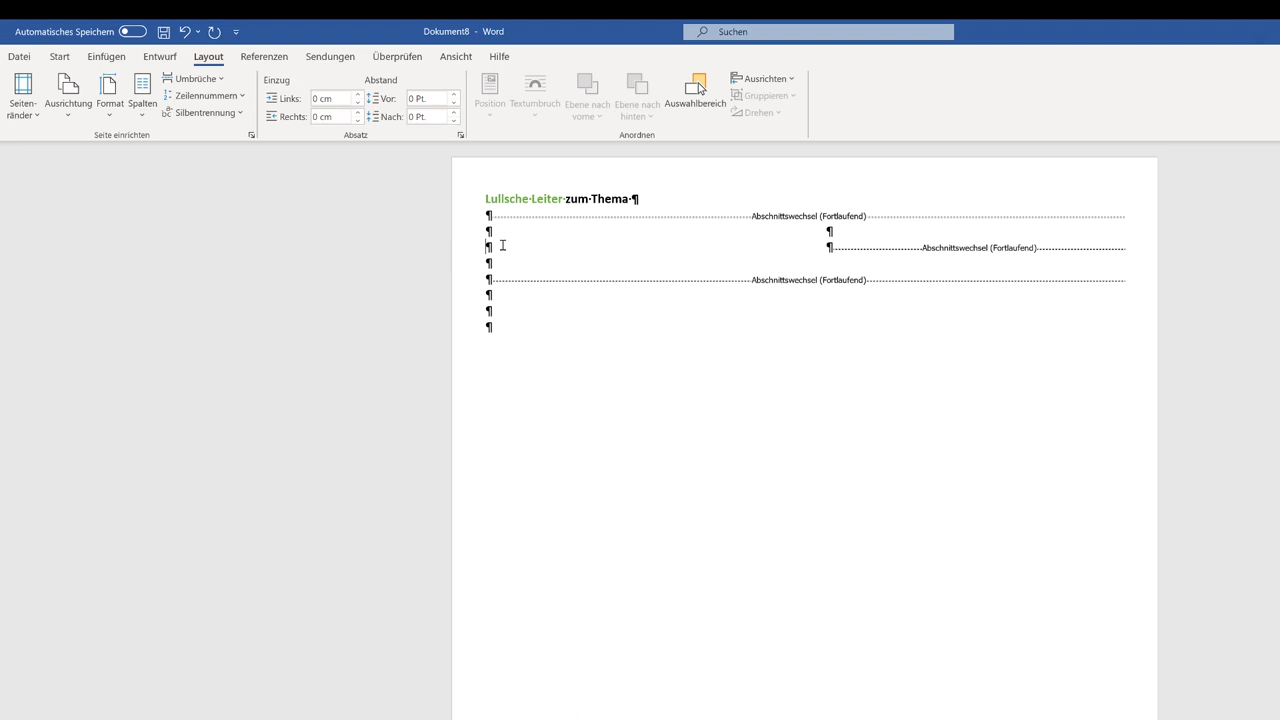 Automatisches Speichern
Dokument8 - Word
Suchen
Datei Start Einfügen Entwurf Layout Referenzen Sendungen Überprüfen Ansicht Hilfe
Seiten-
ränder
Ausrichtung
Format
Spalten
Umbrüche
Zeilennummern
Silbentrennung
Seite einrichten
Einzug
Links: 0 cm
Rechts: 0 cm
Abstand
Vor: 0 Pt.
Nach: 0 Pt.
Absatz
Position
Textumbruch
Ebene nach
vorne
Ebene nach
hinten
Auswahlbereich
Ausrichten
Gruppieren
Drehen
Anordnen
Lullsche·Leiter·zum·Thema·¶
¶ Abschnittswechsel (Fortlaufend)
¶ ¶
¶ ¶ Abschnittswechsel (Fortlaufend)
¶
¶ Abschnittswechsel (Fortlaufend)
¶
¶
¶